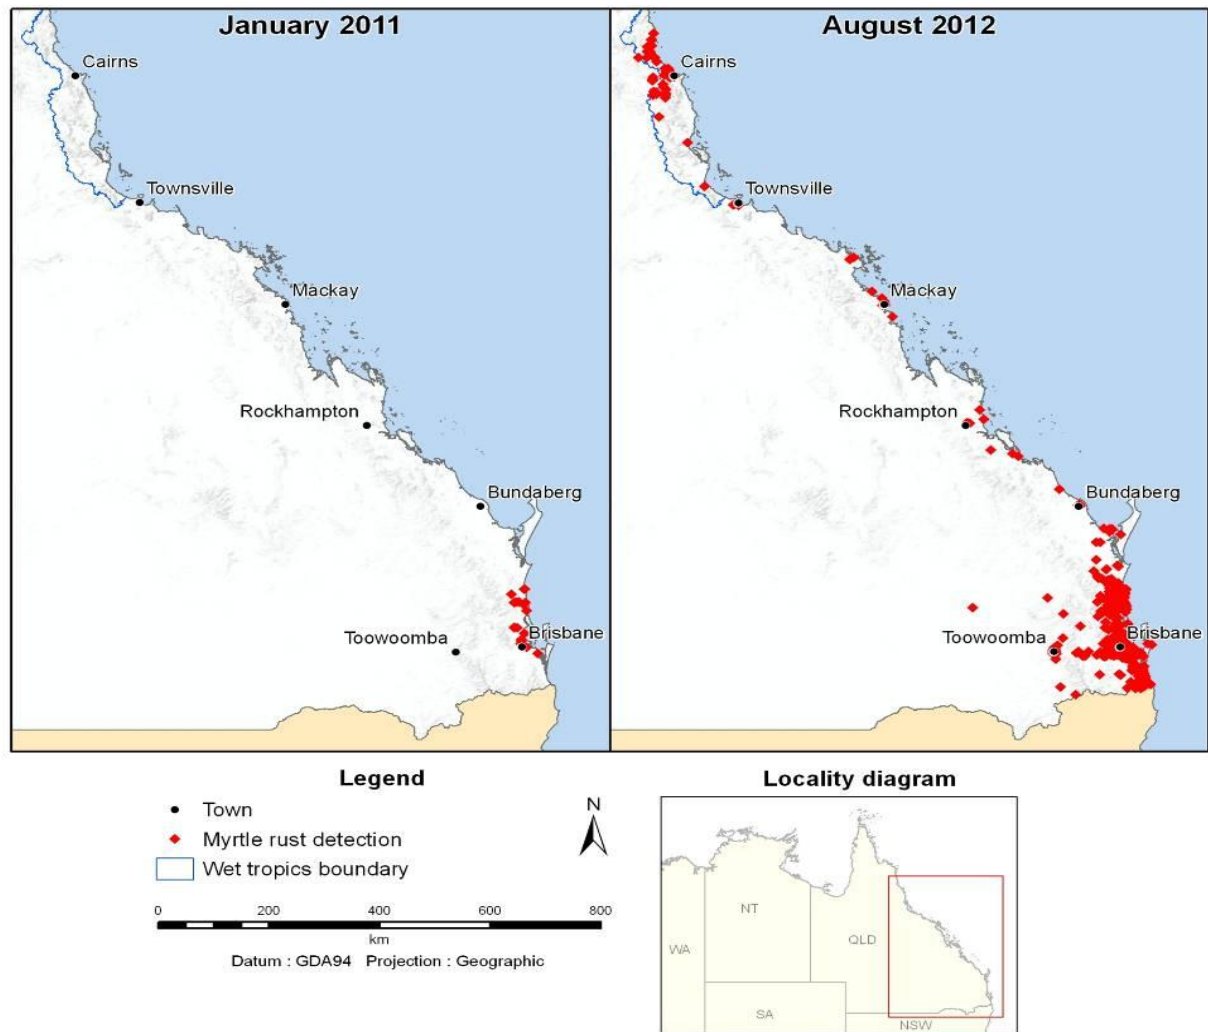 January 2011
Cairns
Townsville
Mackay
Rockhampton
Bundaberg
Toowoomba
Brisbane
August 2012
Cairns
Townsville
Mackay
Rockhampton
Bundaberg
Toowoomba
Brisbane
Legend
Town
Myrtle rust detection
Wet tropics boundary
0 200 400 600 800
km
Datum : GDA94 Projection : Geographic
N
Locality diagram
NT
QLD
WA
SA
NSW